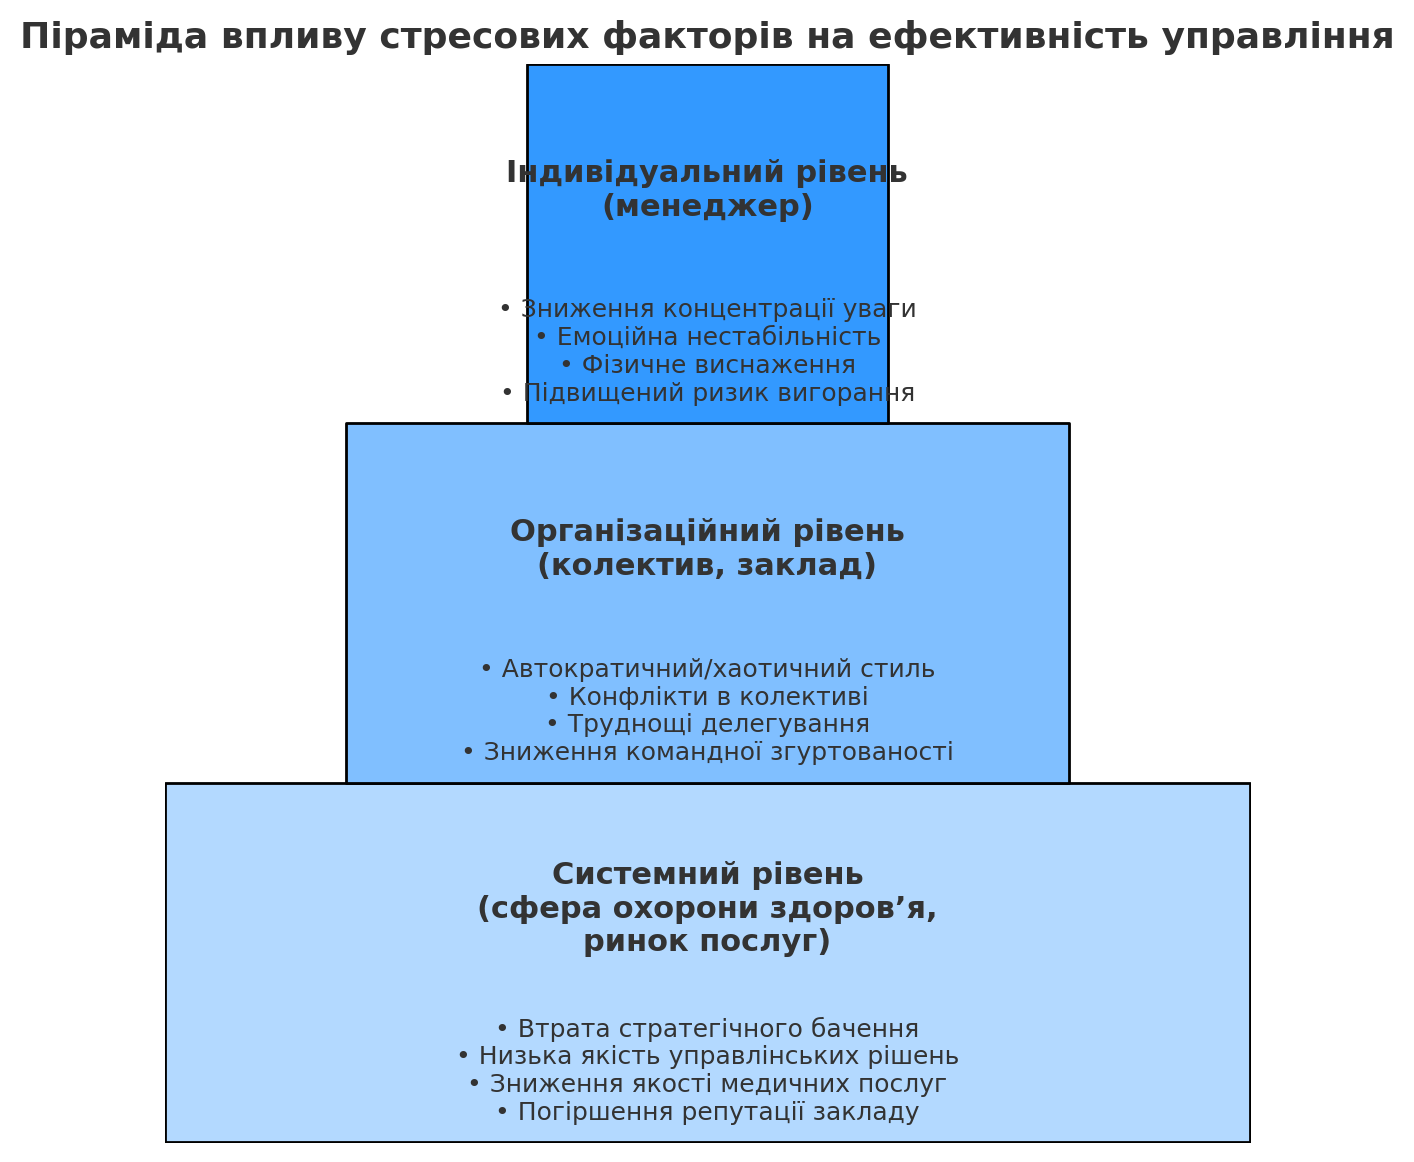 Піраміда впливу стресових факторів на ефективність управління
Індивідуальний рівень
(менеджер)
• Зниження концентрації уваги
• Емоційна нестабільність
• Фізичне виснаження
• Підвищений ризик вигорання
Організаційний рівень
(колектив, заклад)
• Автократичний/хаотичний стиль
• Конфлікти в колективі
• Труднощі делегування
• Зниження командної згуртованості
Системний рівень
(сфера охорони здоров’я,
ринок послуг)
• Втрата стратегічного бачення
• Низька якість управлінських рішень
• Зниження якості медичних послуг
• Погіршення репутації закладу